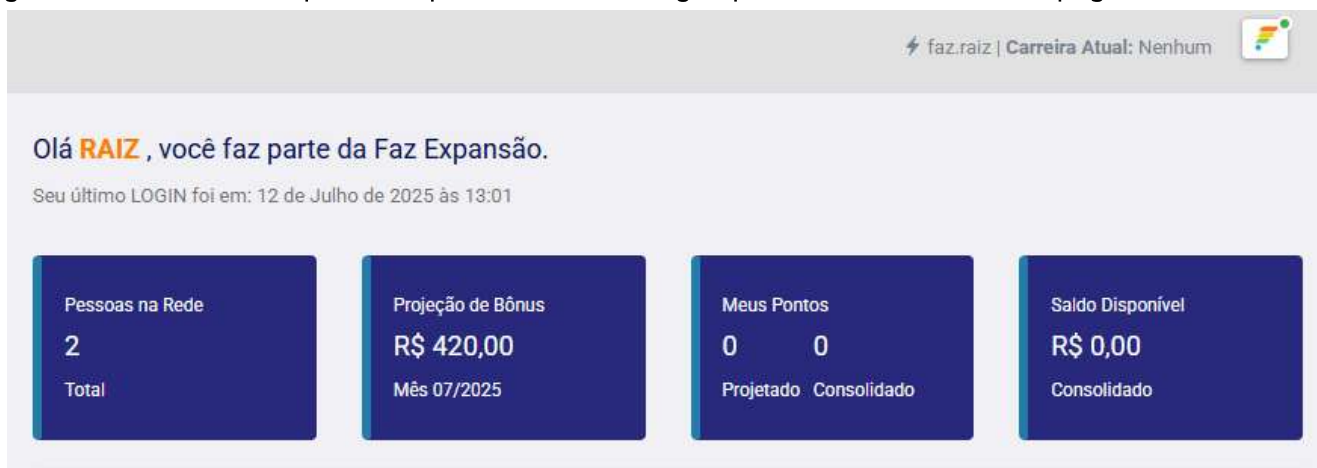 faz.raiz | Carreira Atual: Nenhum
Olá RAIZ , você faz parte da Faz Expansão.
Seu último LOGIN foi em: 12 de Julho de 2025 às 13:01
Pessoas na Rede
2
Total
Projeção de Bônus
R$ 420,00
Mês 07/2025
Meus Pontos
0 0
Projetado Consolidado
Saldo Disponível
R$ 0,00
Consolidado